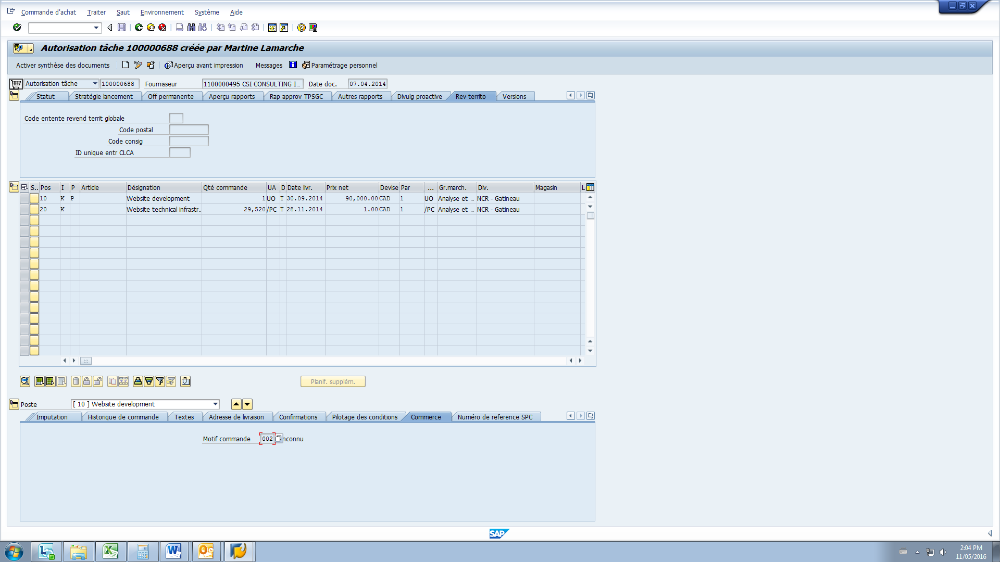 Commande d'achat Traiter Saut Environnement Système Aide
Autorisation tâche 100000688 créée par Martine Lamarche
Activer synthèse des documents Aperçu avant impression Messages Paramétrage personnel
Autorisation tâche 100000688 Fournisseur 1100000495 CSI CONSULTING I... Date doc. 07.04.2014
Statut Stratégie lancement Off permanente Aperçu rapports Rap approv TPSGC Autres rapports Divulg proactive Rev territo Versions
Code entente revend territ globale
Code postal
Code consig
ID unique entr CLCA
S.. Pos I P Article Désignation Qté commande UA D Date livr. Prix net Devise Par ... Gr.march. Div. Magasin L
10 K P Website development 1 UO T 30.09.2014 90,000.00 CAD 1 UO Analyse et ... NCR - Gatineau
20 K Website technical infrastr.. 29,520 /PC T 28.11.2014 1.00 CAD 1 /PC Analyse et ... NCR - Gatineau
Planif. supplém.
Poste [ 10 ] Website development
Imputation Historique de commande Textes Adresse de livraison Confirmations Pilotage des conditions Commerce Numéro de reference SPC
Motif commande 002 nconnu
SAP
2:04 PM
11/05/2016